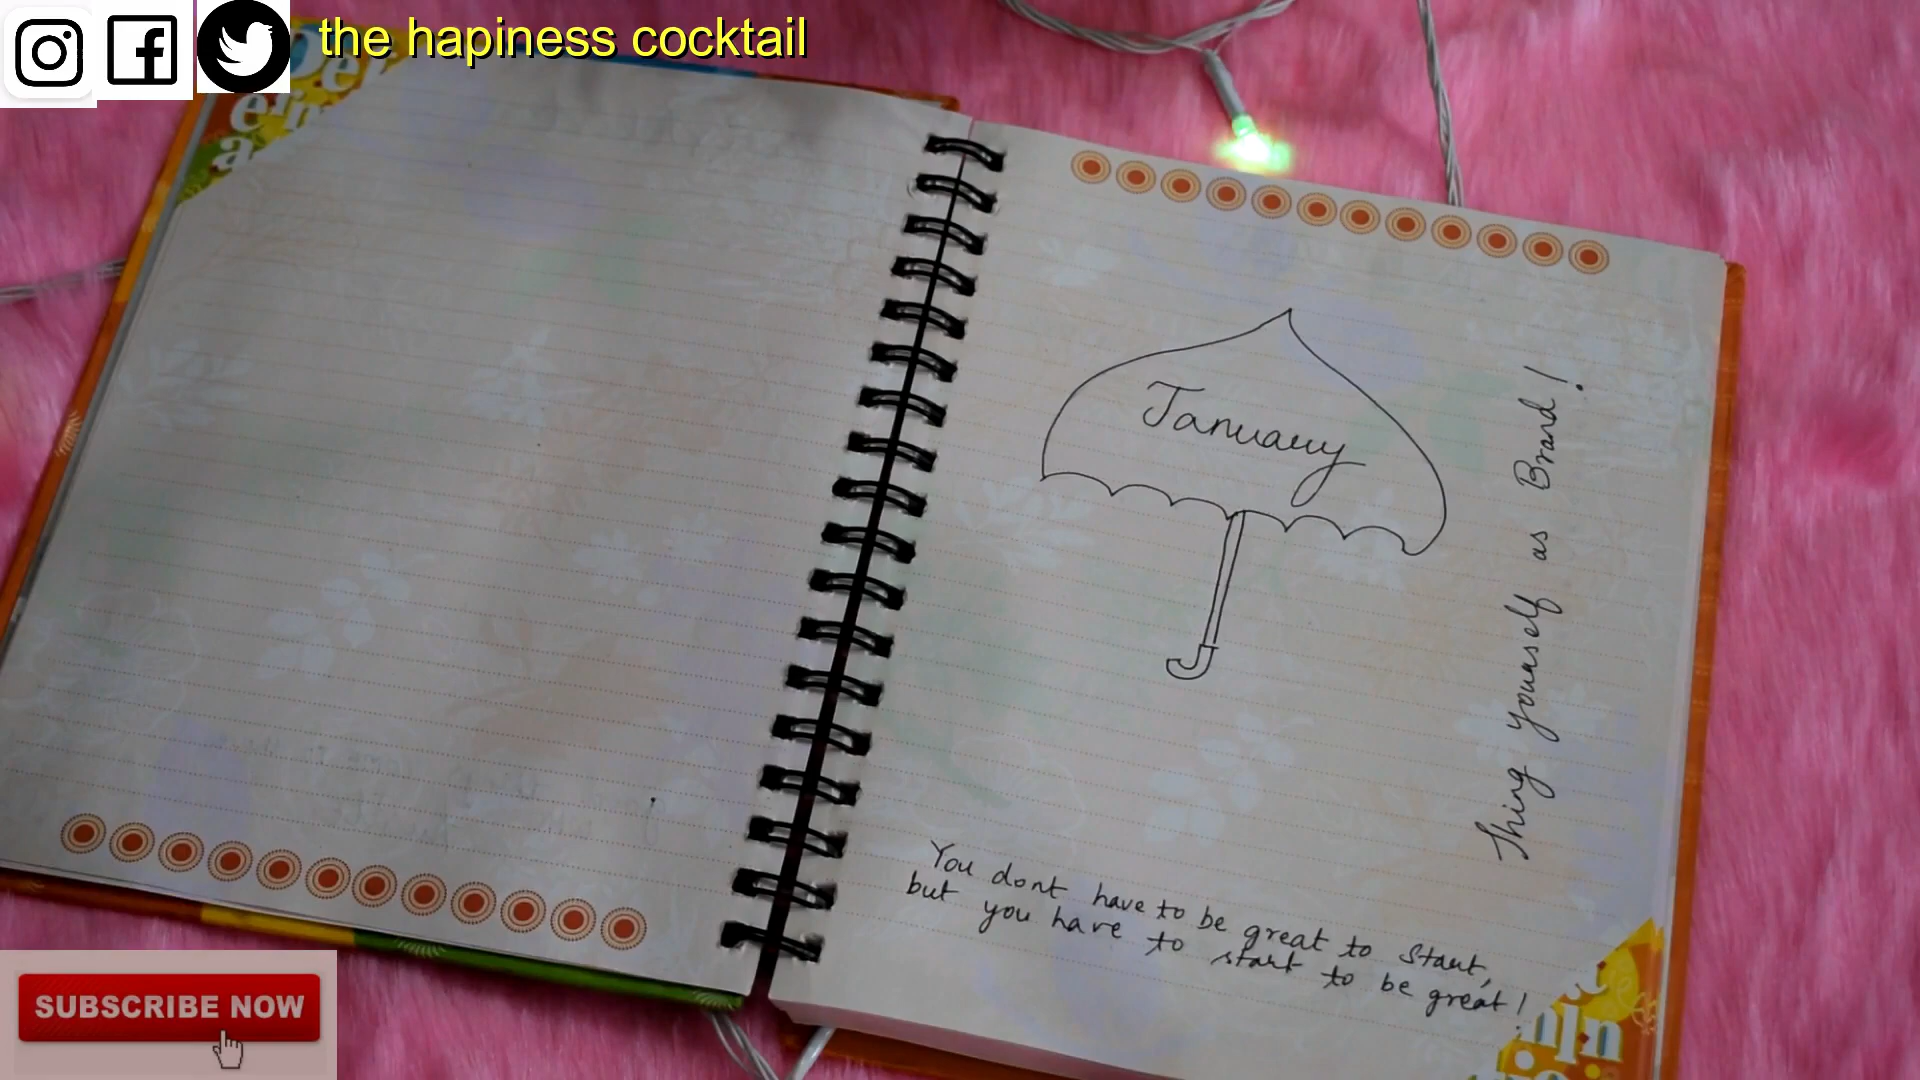 the hapiness cocktail
January
Thing yourself as Brand!
You dont have to be great to start,
but you have to start to be great!
SUBSCRIBE NOW